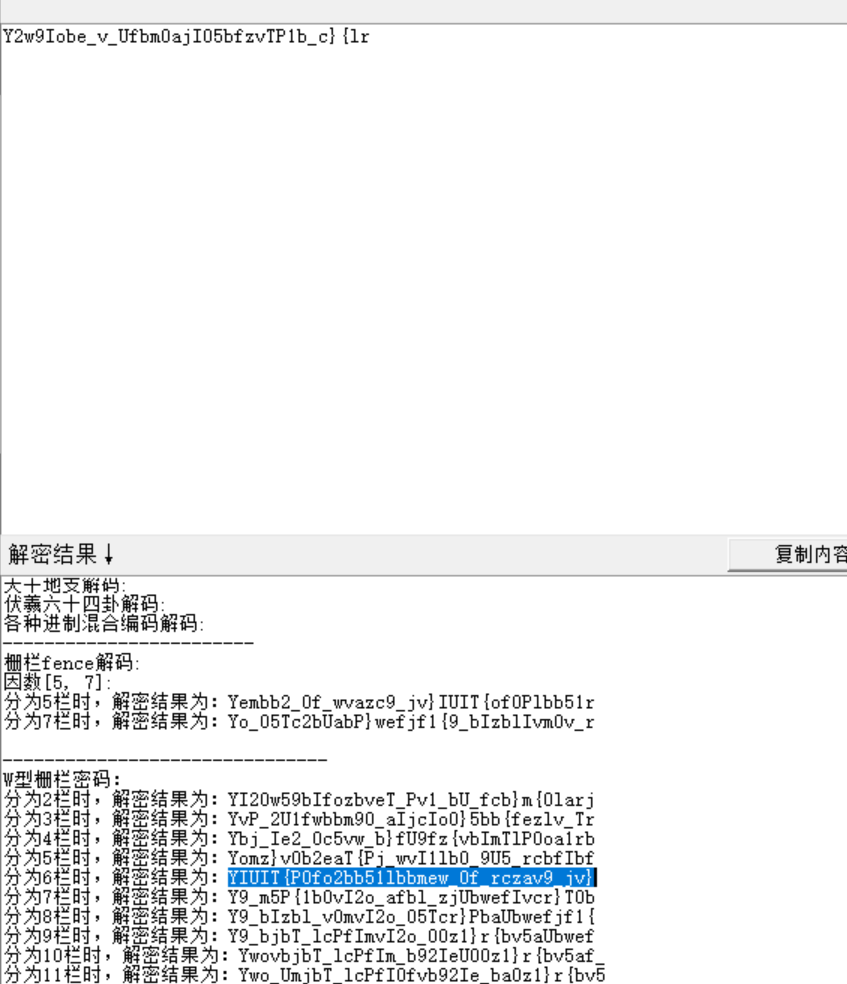 Y2w9Iobe_v_Ufbm0ajI05bfzvTP1b_c}{lr
解密结果↓
复制内容
天干地支解码:
伏羲六十四卦解码:
各种进制混合编码解码:
-------------------------
栅栏fence解码:
因数[5, 7]:
分为5栏时，解密结果为：Yembb2_0f_wvazc9_jv}IUIT{of0Plbb51r
分为7栏时，解密结果为：Yo_05Tc2bUabP}wefjf1{9_bIzblIvm0v_r
--------------------------------
W型栅栏密码:
分为2栏时，解密结果为：YI20w59bIfozbveT_Pv1_bU_fcb}m{0larj
分为3栏时，解密结果为：YvP_2U1fwbbm90_aIjcIo0}5bb{fezlv_Tr
分为4栏时，解密结果为：Ybj_Ie2_0c5vw_b}fU9fz{vbImTlP0oa1rb
分为5栏时，解密结果为：Yomz}v0b2eaT{Pj_wvI1lb0_9U5_rcbfIbf
分为6栏时，解密结果为：YIUIT{P0fo2bb51lbbmew_0f_rczav9_jv}
分为7栏时，解密结果为：Y9_m5P{1b0vI2o_afbl_zjUbwefIvcr}T0b
分为8栏时，解密结果为：Y9_bIzbl_v0mvI2o_05Tcr}PbaUbwefjf1{
分为9栏时，解密结果为：Y9_bjbT_lcPfImvI2o_00z1}r{bv5aUbwef
分为10栏时，解密结果为：YwovbjbT_lcPfIm_b92IeU00z1}r{bv5af_
分为11栏时，解密结果为：Ywo_UmjbT_lcPfI0fvb92Ie_ba0z1}r{bv5